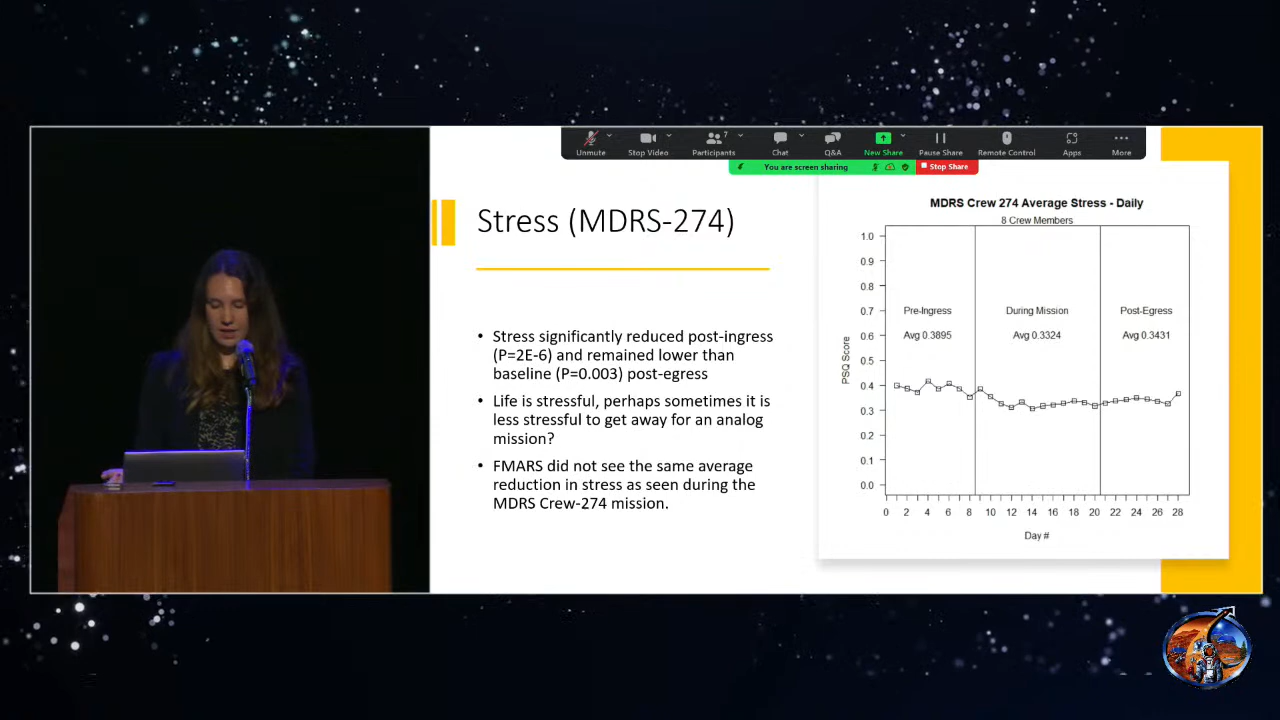 7
Unmute
Stop Video
Participants
Chat
Q&A
New Share
Pause Share
Remote Control
Apps
More
You are screen sharing
Stop Share
Stress (MDRS-274)
• Stress significantly reduced post-ingress
(P=2E-6) and remained lower than
baseline (P=0.003) post-egress
• Life is stressful, perhaps sometimes it is
less stressful to get away for an analog
mission?
• FMARS did not see the same average
reduction in stress as seen during the
MDRS Crew-274 mission.
MDRS Crew 274 Average Stress - Daily
8 Crew Members
PSQ Score
1.0
0.9
0.8
0.7
0.6
0.5
0.4
0.3
0.2
0.1
0.0
Pre-Ingress
Avg 0.3895
During Mission
Avg 0.3324
Post-Egress
Avg 0.3431
0 2 4 6 8 10 12 14 16 18 20 22 24 26 28
Day #